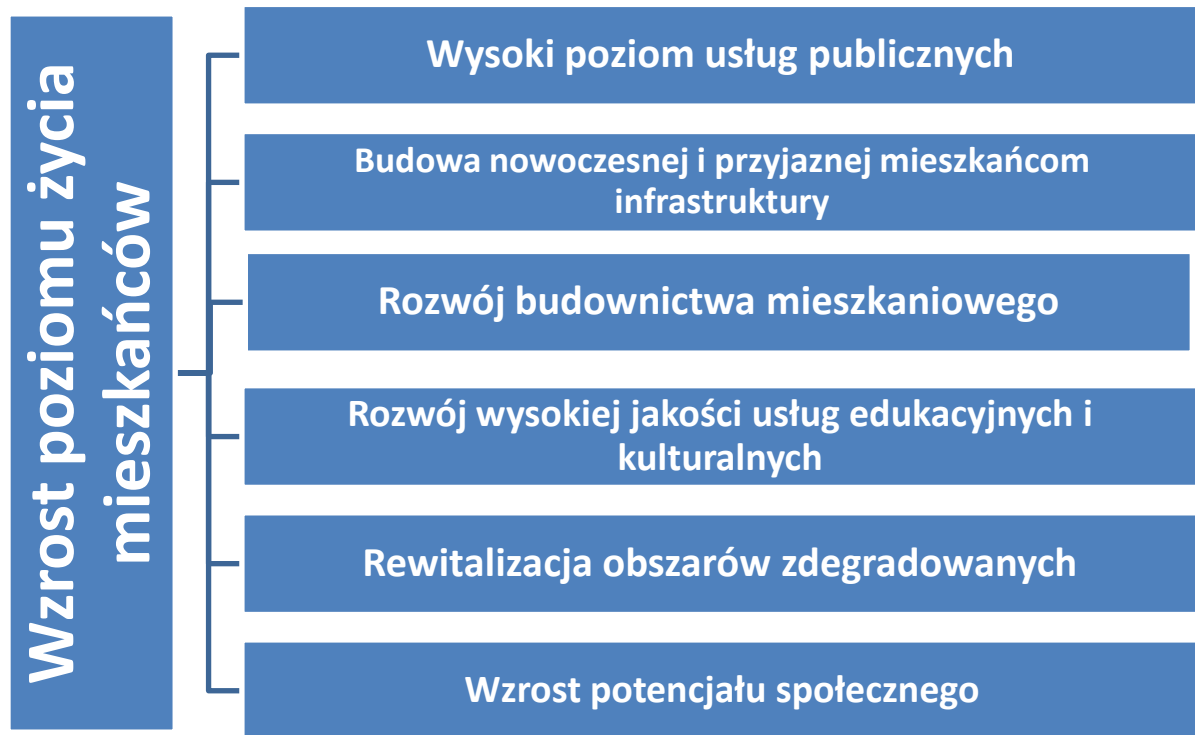 Wzrost poziomu życia
mieszkańców
Wysoki poziom usług publicznych
Budowa nowoczesnej i przyjaznej mieszkańcom
infrastruktury
Rozwój budownictwa mieszkaniowego
Rozwój wysokiej jakości usług edukacyjnych i
kulturalnych
Rewitalizacja obszarów zdegradowanych
Wzrost potencjału społecznego